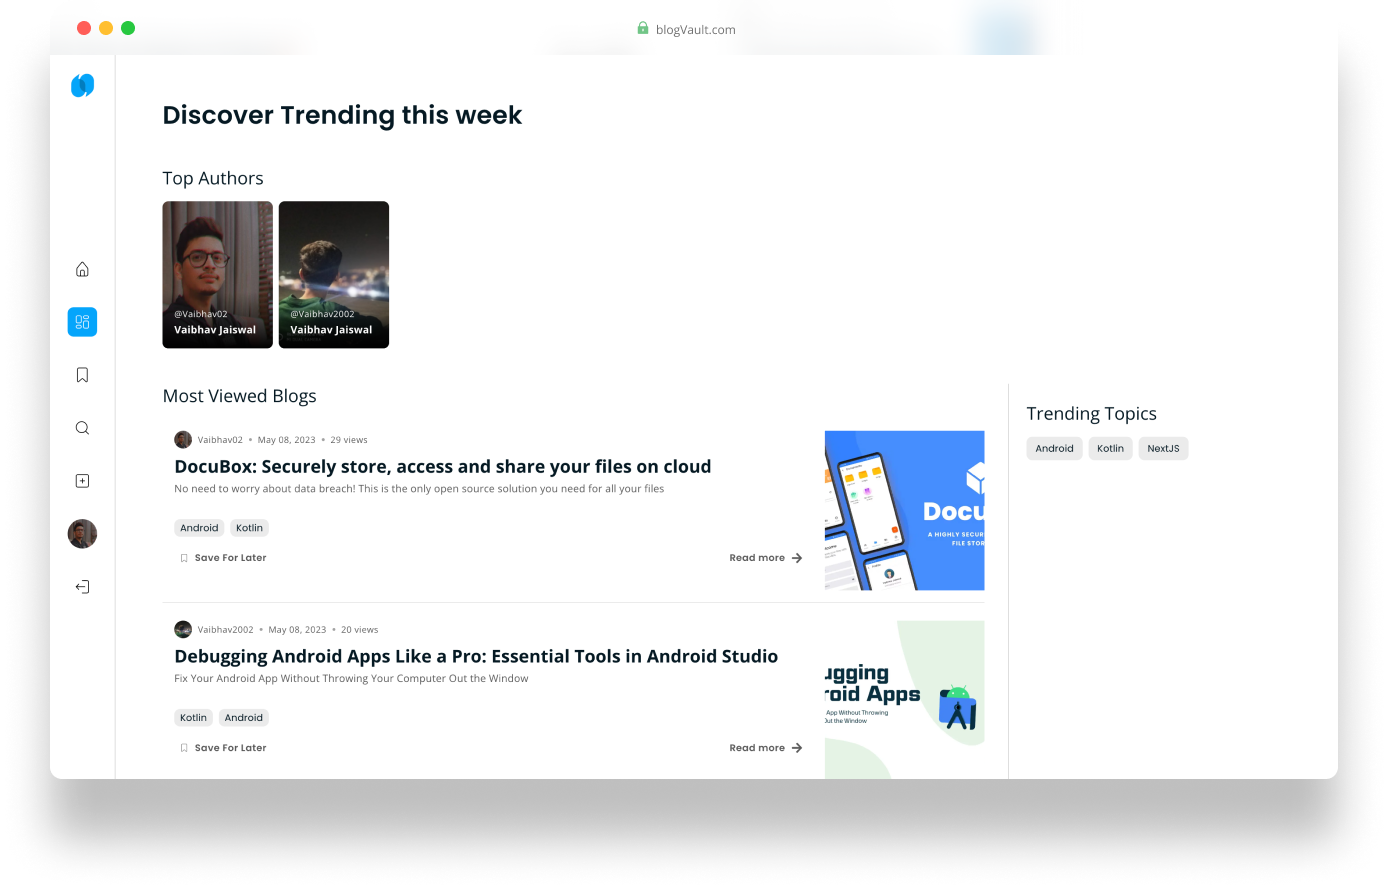 blogVault.com
Discover Trending this week
Top Authors
@Vaibhav02
Vaibhav Jaiswal
@Vaibhav2002
Vaibhav Jaiswal
Most Viewed Blogs
Vaibhav02 • May 08, 2023 • 29 views
DocuBox: Securely store, access and share your files on cloud
No need to worry about data breach! This is the only open source solution you need for all your files
Android Kotlin
Save For Later
Read more
Docu
A HIGHLY SECUR
FILE STOR
Vaibhav2002 • May 08, 2023 • 20 views
Debugging Android Apps Like a Pro: Essential Tools in Android Studio
Fix Your Android App Without Throwing Your Computer Out the Window
Kotlin Android
Save For Later
Read more
ugging
roid Apps
App Without Throwing
Out the Window
Trending Topics
Android Kotlin NextJS